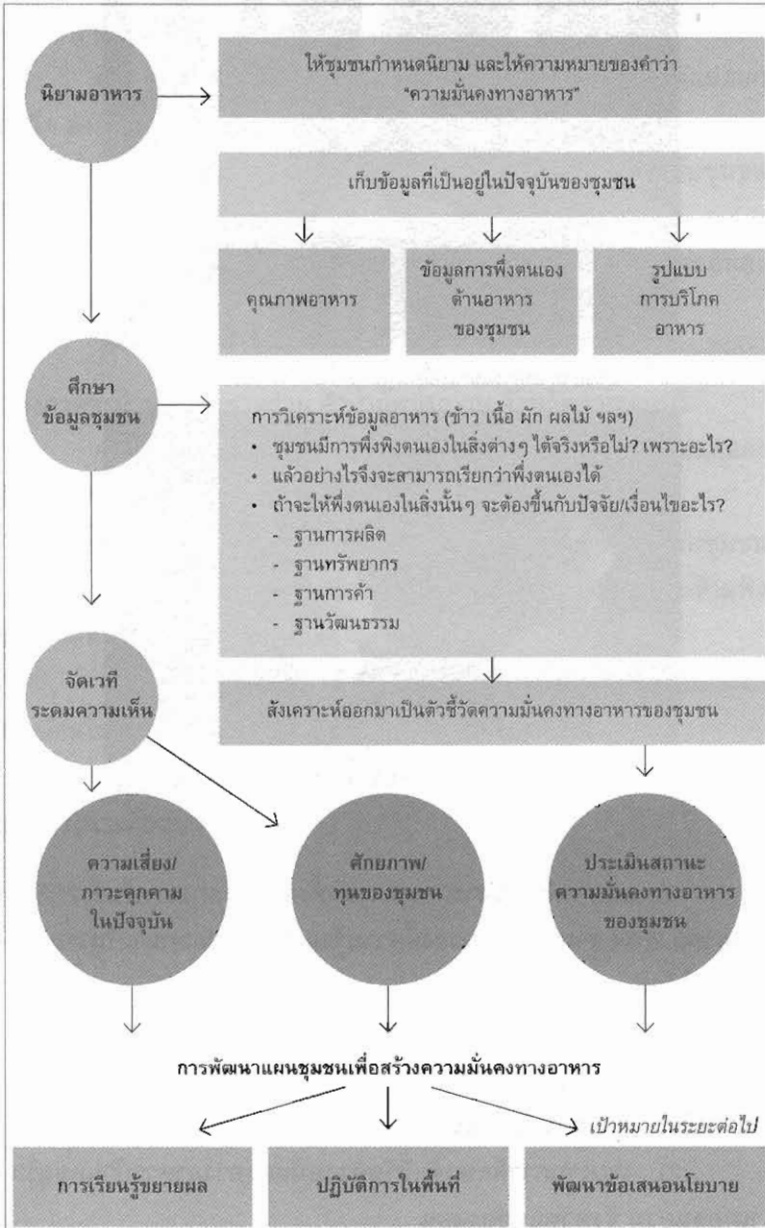 นิยามอาหาร
ให้ชุมชนกำหนดนิยาม และให้ความหมายของคำว่า
"ความมั่นคงทางอาหาร"
เก็บข้อมูลที่เป็นอยู่ในปัจจุบันของชุมชน
คุณภาพอาหาร
ข้อมูลการพึ่งตนเอง
ด้านอาหาร
ของชุมชน
รูปแบบ
การบริโภค
อาหาร
ศึกษา
ข้อมูลชุมชน
การวิเคราะห์ข้อมูลอาหาร (ข้าว เนื้อ ผัก ผลไม้ ฯลฯ)
• ชุมชนมีการพึ่งพิงตนเองในสิ่งต่างๆ ได้จริงหรือไม่? เพราะอะไร?
• แล้วอย่างไรจึงจะสามารถเรียกว่าพึ่งตนเองได้
• ถ้าจะให้พึ่งตนเองในสิ่งนั้นๆ จะต้องขึ้นกับปัจจัย/เงื่อนไขอะไร?
- ฐานการผลิต
- ฐานทรัพยากร
- ฐานการค้า
- ฐานวัฒนธรรม
จัดเวที
ระดมความเห็น
สังเคราะห์ออกมาเป็นตัวชี้วัดความมั่นคงทางอาหารของชุมชน
ความเสี่ยง/
ภาวะคุกคาม
ในปัจจุบัน
ศักยภาพ/
ทุนของชุมชน
ประเมินสถานะ
ความมั่นคงทางอาหาร
ของชุมชน
การพัฒนาแผนชุมชนเพื่อสร้างความมั่นคงทางอาหาร
เป้าหมายในระยะต่อไป
การเรียนรู้ขยายผล
ปฏิบัติการในพื้นที่
พัฒนาข้อเสนอนโยบาย